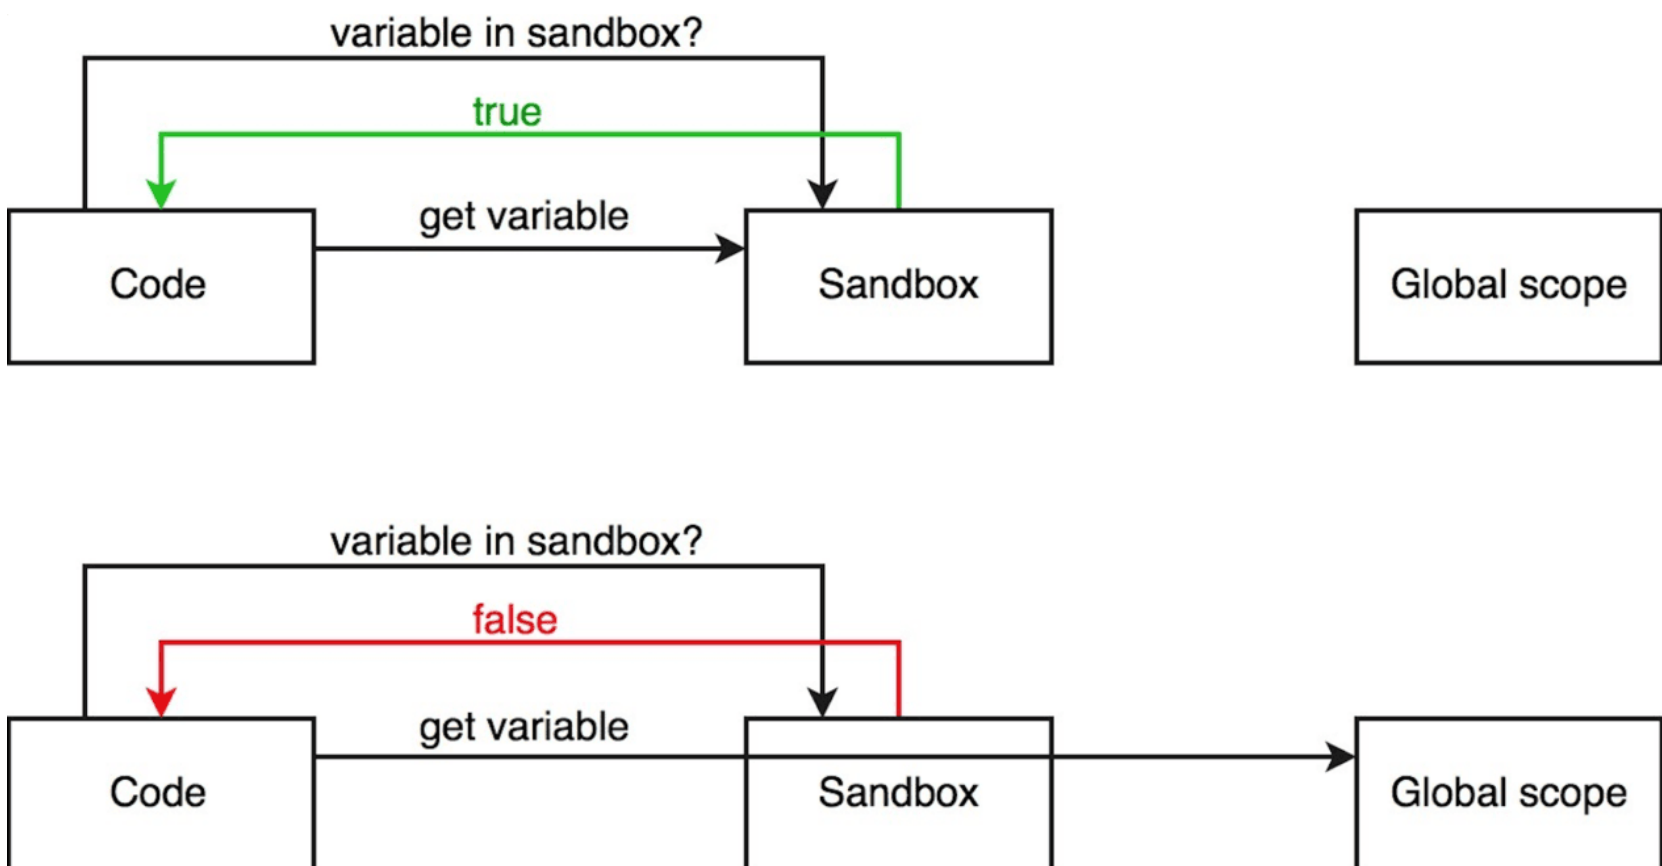 variable in sandbox?
true
get variable
Code
Sandbox
Global scope
variable in sandbox?
false
get variable
Code
Sandbox
Global scope